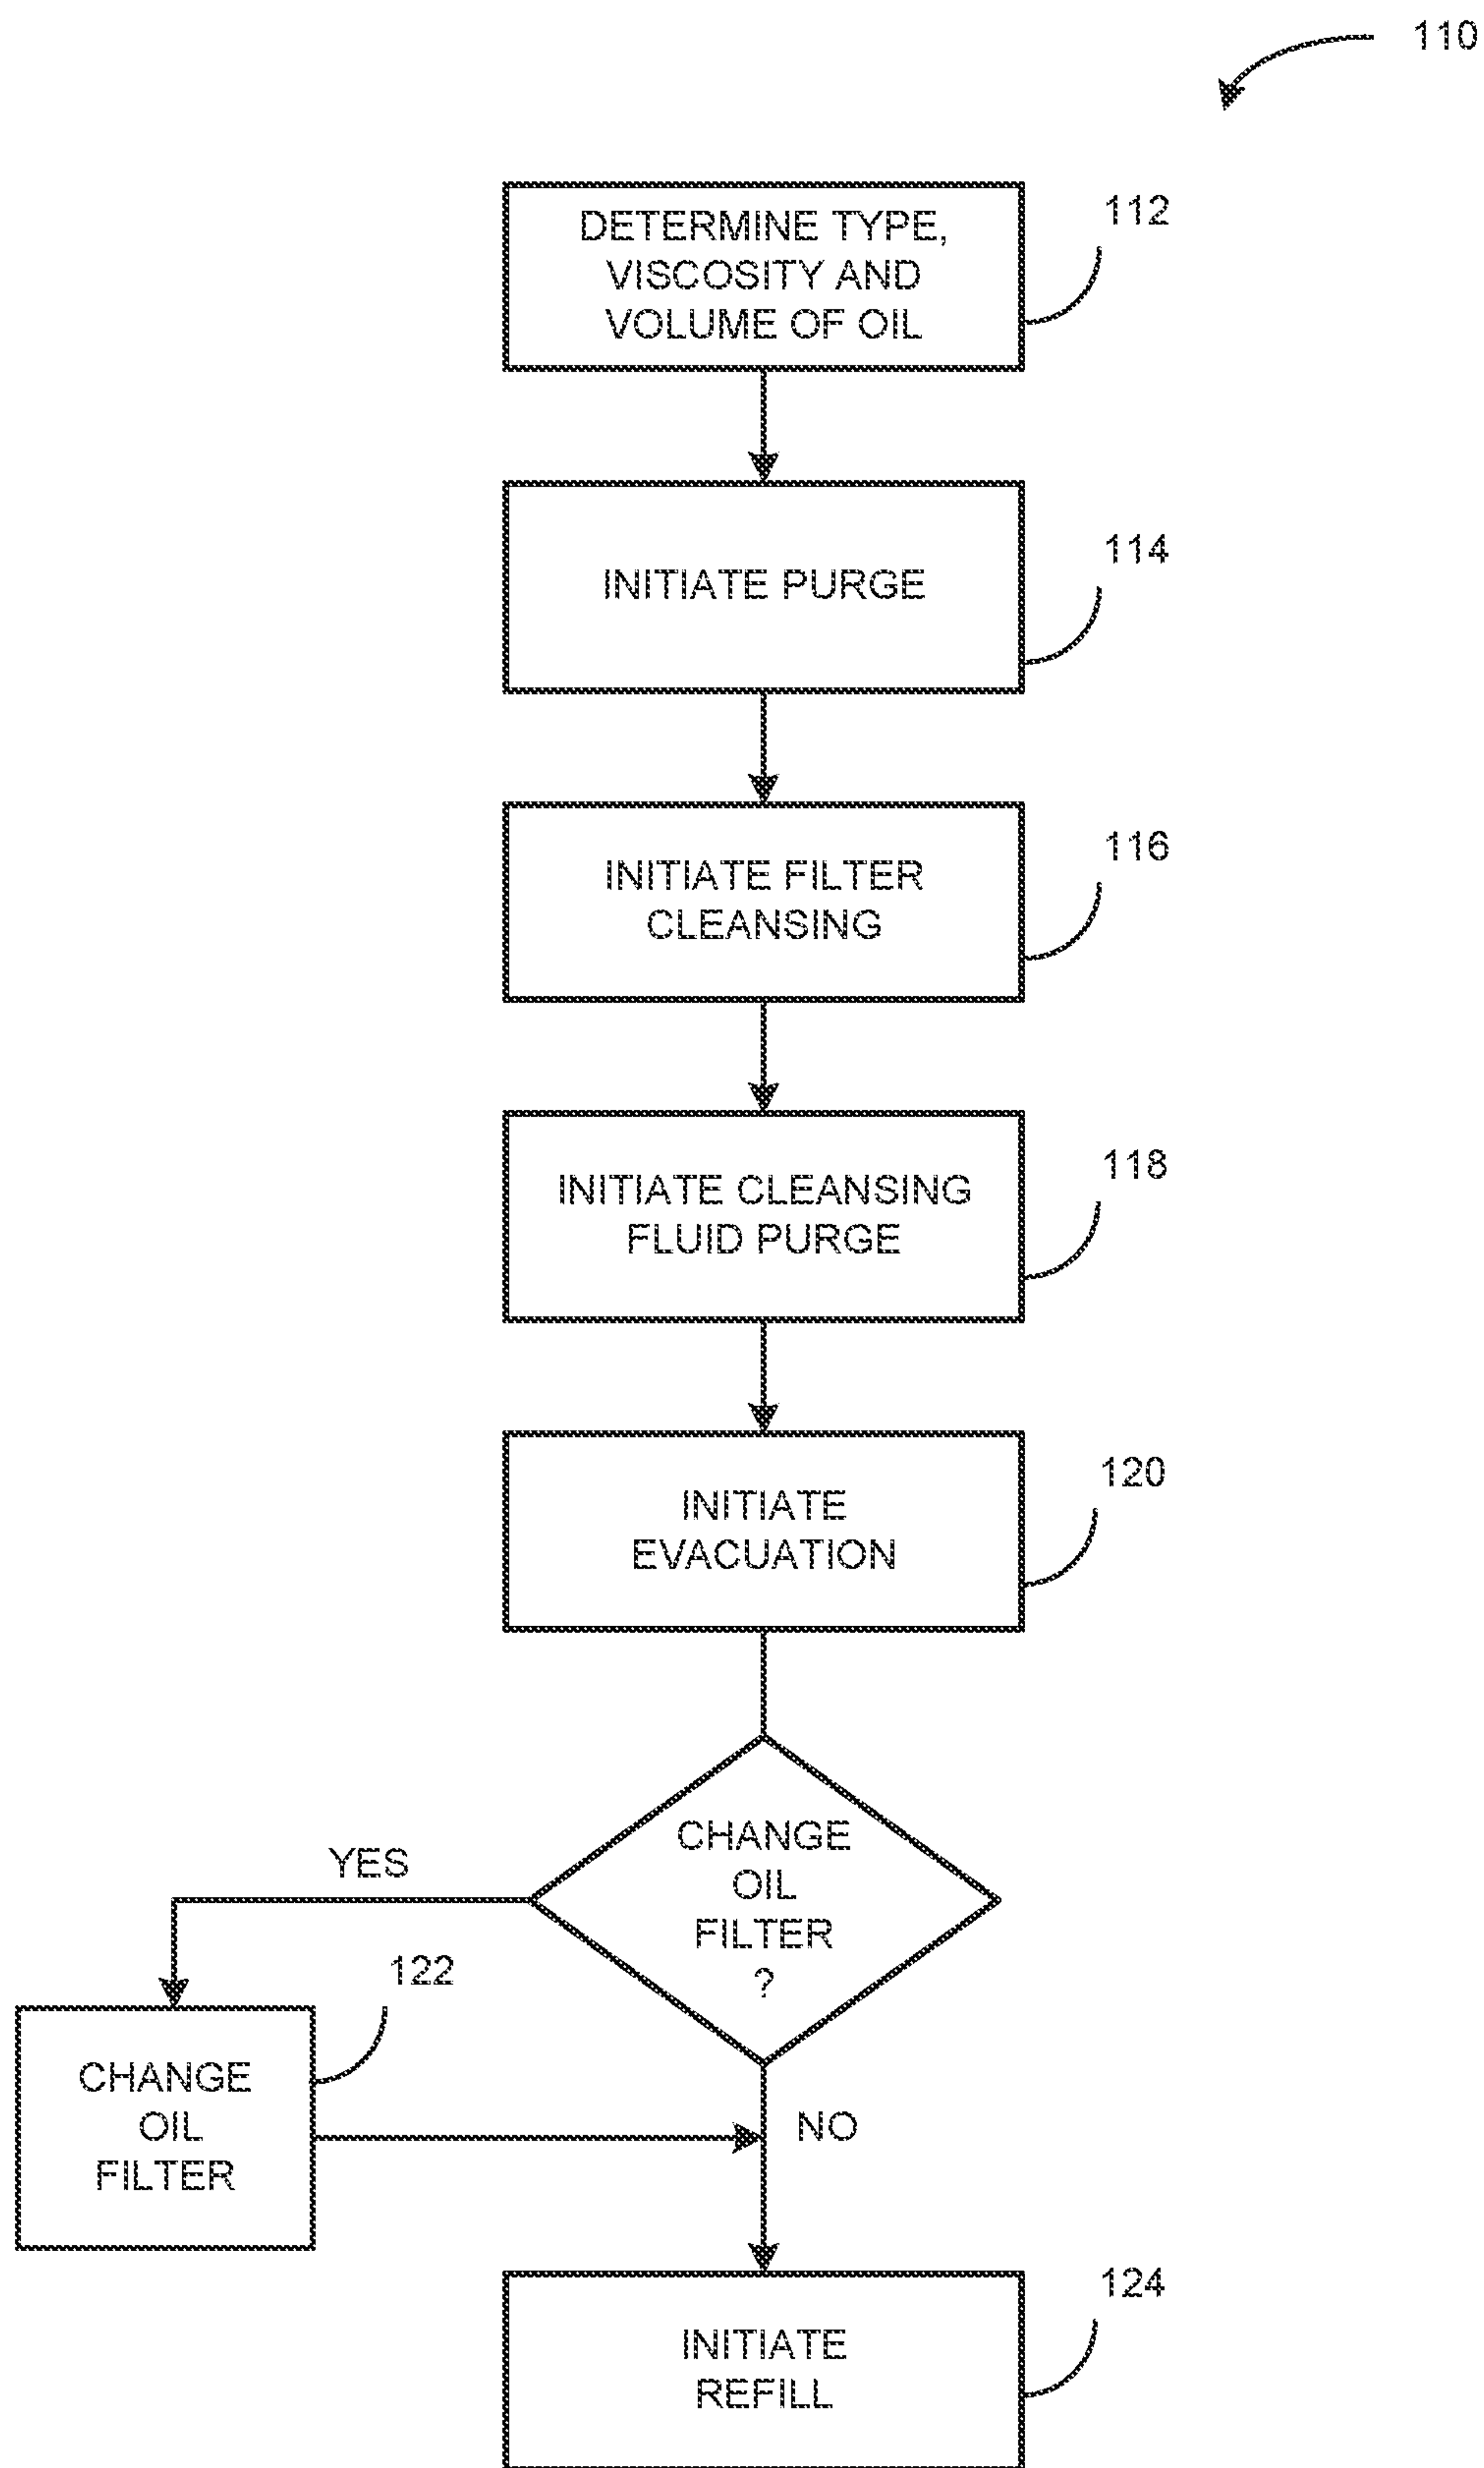 110
DETERMINE TYPE,
VISCOSITY AND
VOLUME OF OIL
112
INITIATE PURGE
114
INITIATE FILTER
CLEANSING
116
INITIATE CLEANSING
FLUID PURGE
118
INITIATE
EVACUATION
120
CHANGE
OIL
FILTER
?
YES
122
CHANGE
OIL
FILTER
NO
INITIATE
REFILL
124